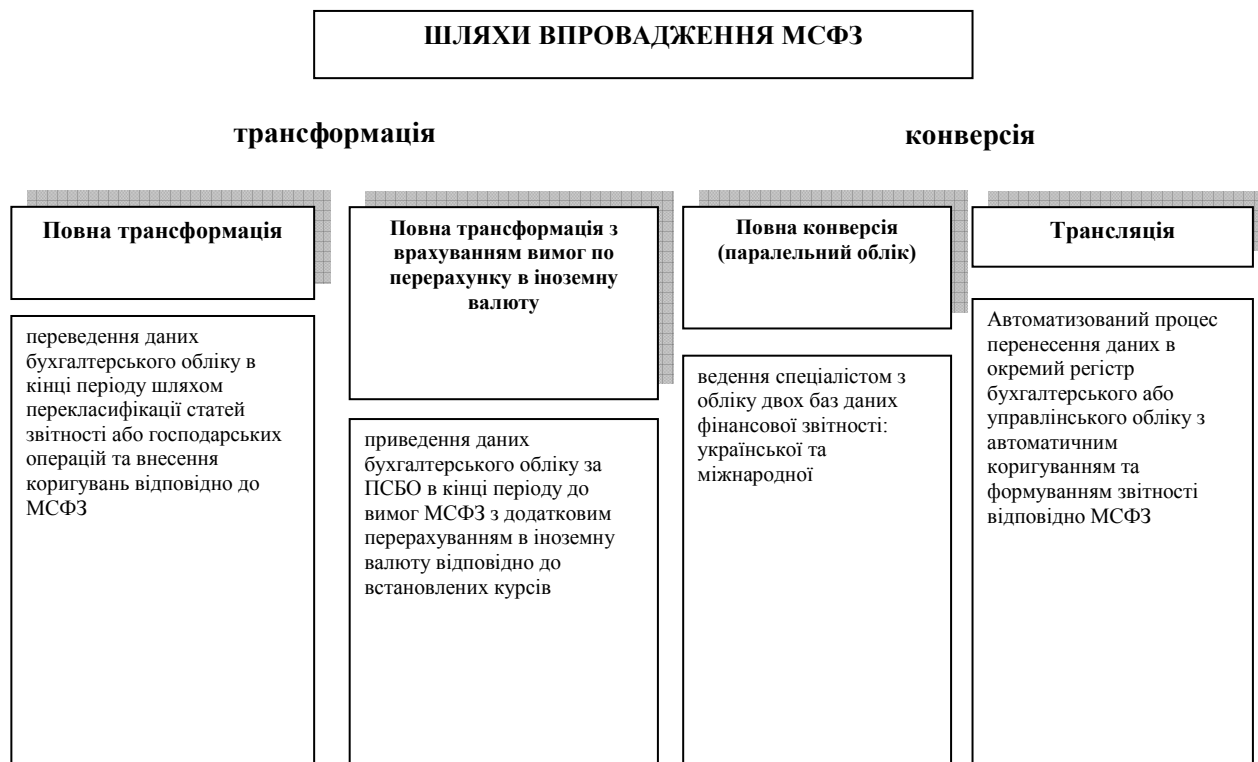 ШЛЯХИ ВПРОВАДЖЕННЯ МСФЗ
трансформація
конверсія
Повна трансформація
переведення даних
бухгалтерського обліку в
кінці періоду шляхом
перекласифікації статей
звітності або господарських
операцій та внесення
коригувань відповідно до
МСФЗ
Повна трансформація з
врахуванням вимог по
перерахунку в іноземну
валюту
приведення даних
бухгалтерського обліку за
ПСБО в кінці періоду до
вимог МСФЗ з додатковим
перерахуванням в іноземну
валюту відповідно до
встановлених курсів
Повна конверсія
(паралельний облік)
ведення спеціалістом з
обліку двох баз даних
фінансової звітності:
української та
міжнародної
Трансляція
Автоматизований процес
перенесення даних в
окремий регістр
бухгалтерського або
управлінського обліку з
автоматичним
коригуванням та
формуванням звітності
відповідно МСФЗ